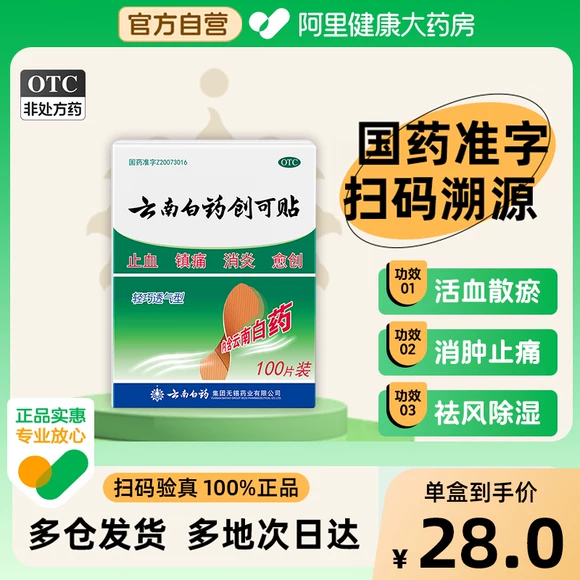 官方自营 阿里健康大药房
OTC
非处方药
国药准字
扫码溯源
国药准字Z20073016
OTC
云南白药创可贴
止血 镇痛 消炎 愈创
轻巧透气型
内含云南白药
100片装
云南白药 集团无锡药业有限公司
功效
01
活血散瘀
功效
02
消肿止痛
功效
03
祛风除湿
正品实惠
专业放心
扫码验真 100%正品
多仓发货 多地次日达
单盒到手价
¥28.0